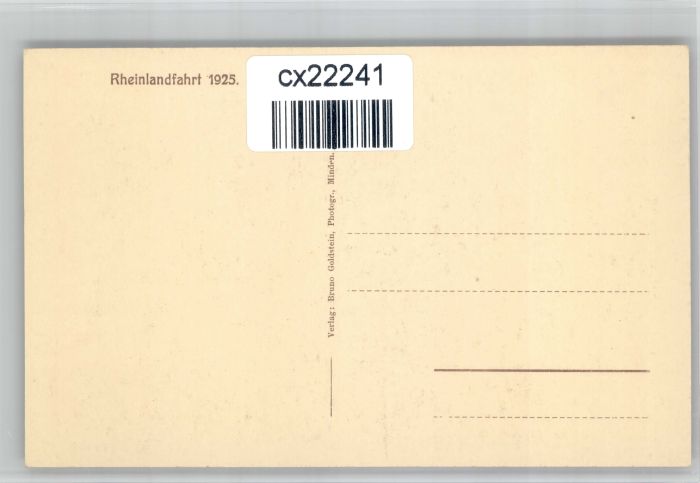 Rheinlandfahrt 1925.
cx22241
Verlag: Bruno Goldstein, Photogr., Minden.